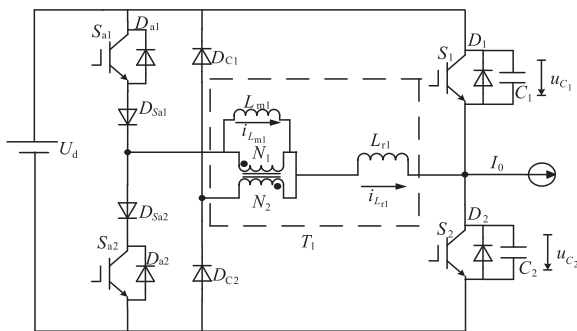 D_a1
S_a1
D_Sa1
U_d
D_Sa2
S_a2
D_a2
D_C1
D_C2
L_m1
i_Lm1
N_1
N_2
T_1
L_r1
i_Lr1
I_0
D_1
S_1
C_1
u_C1
D_2
S_2
C_2
u_C2